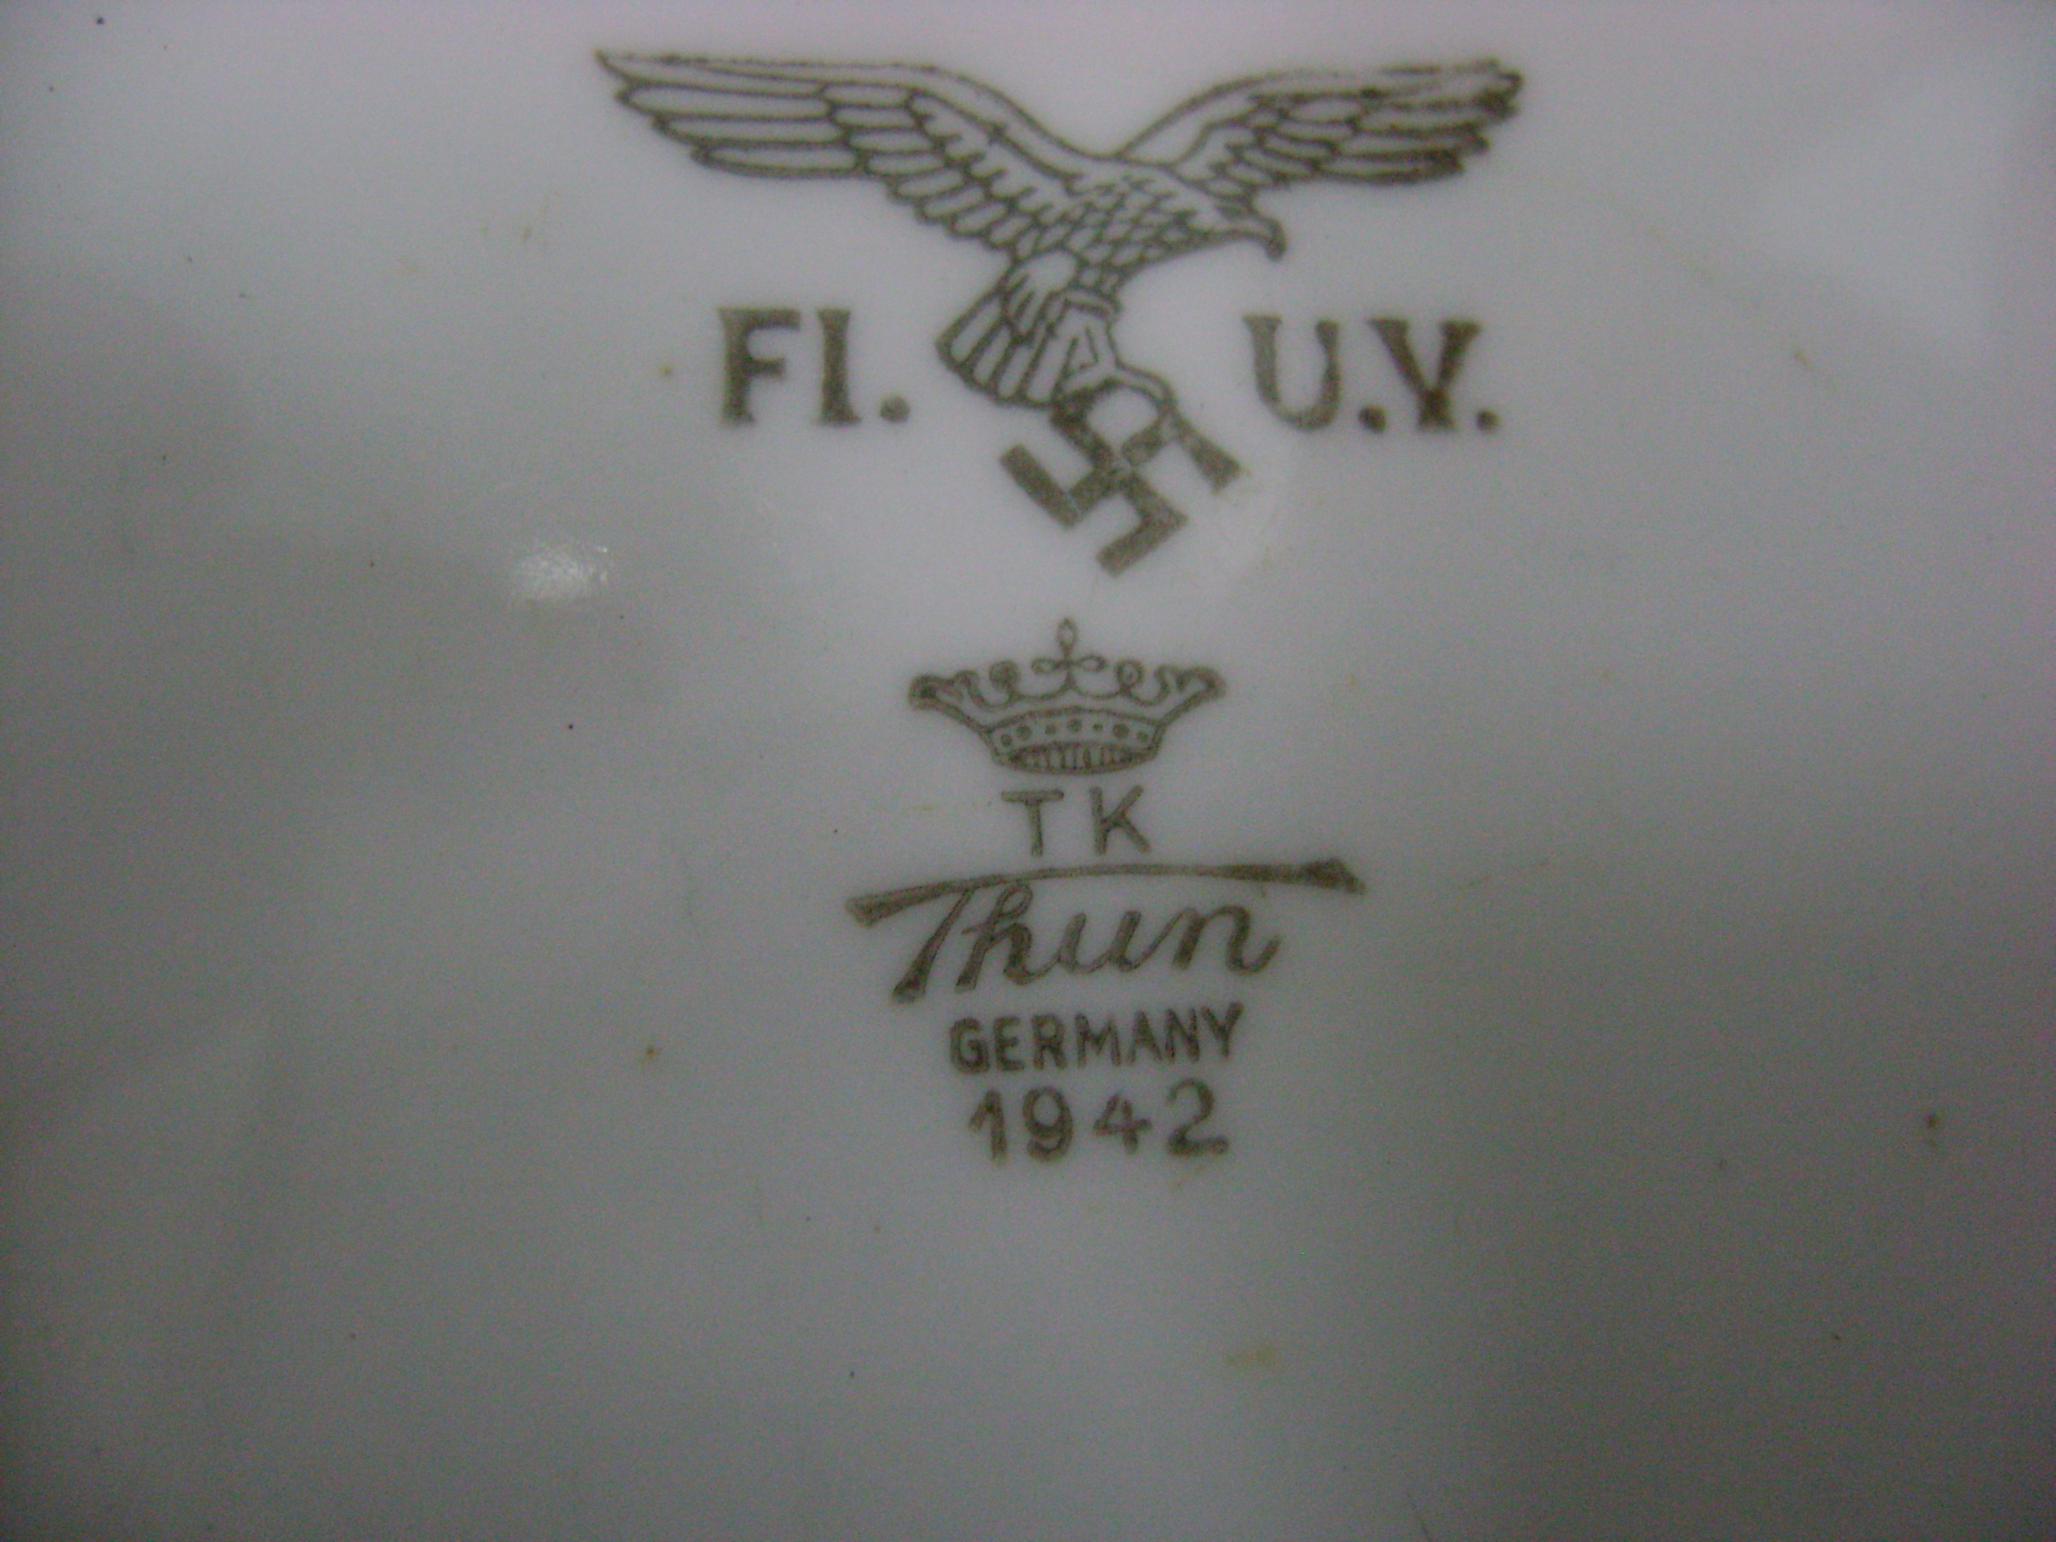 Fl. U.V.
TK
Thun
GERMANY
1942